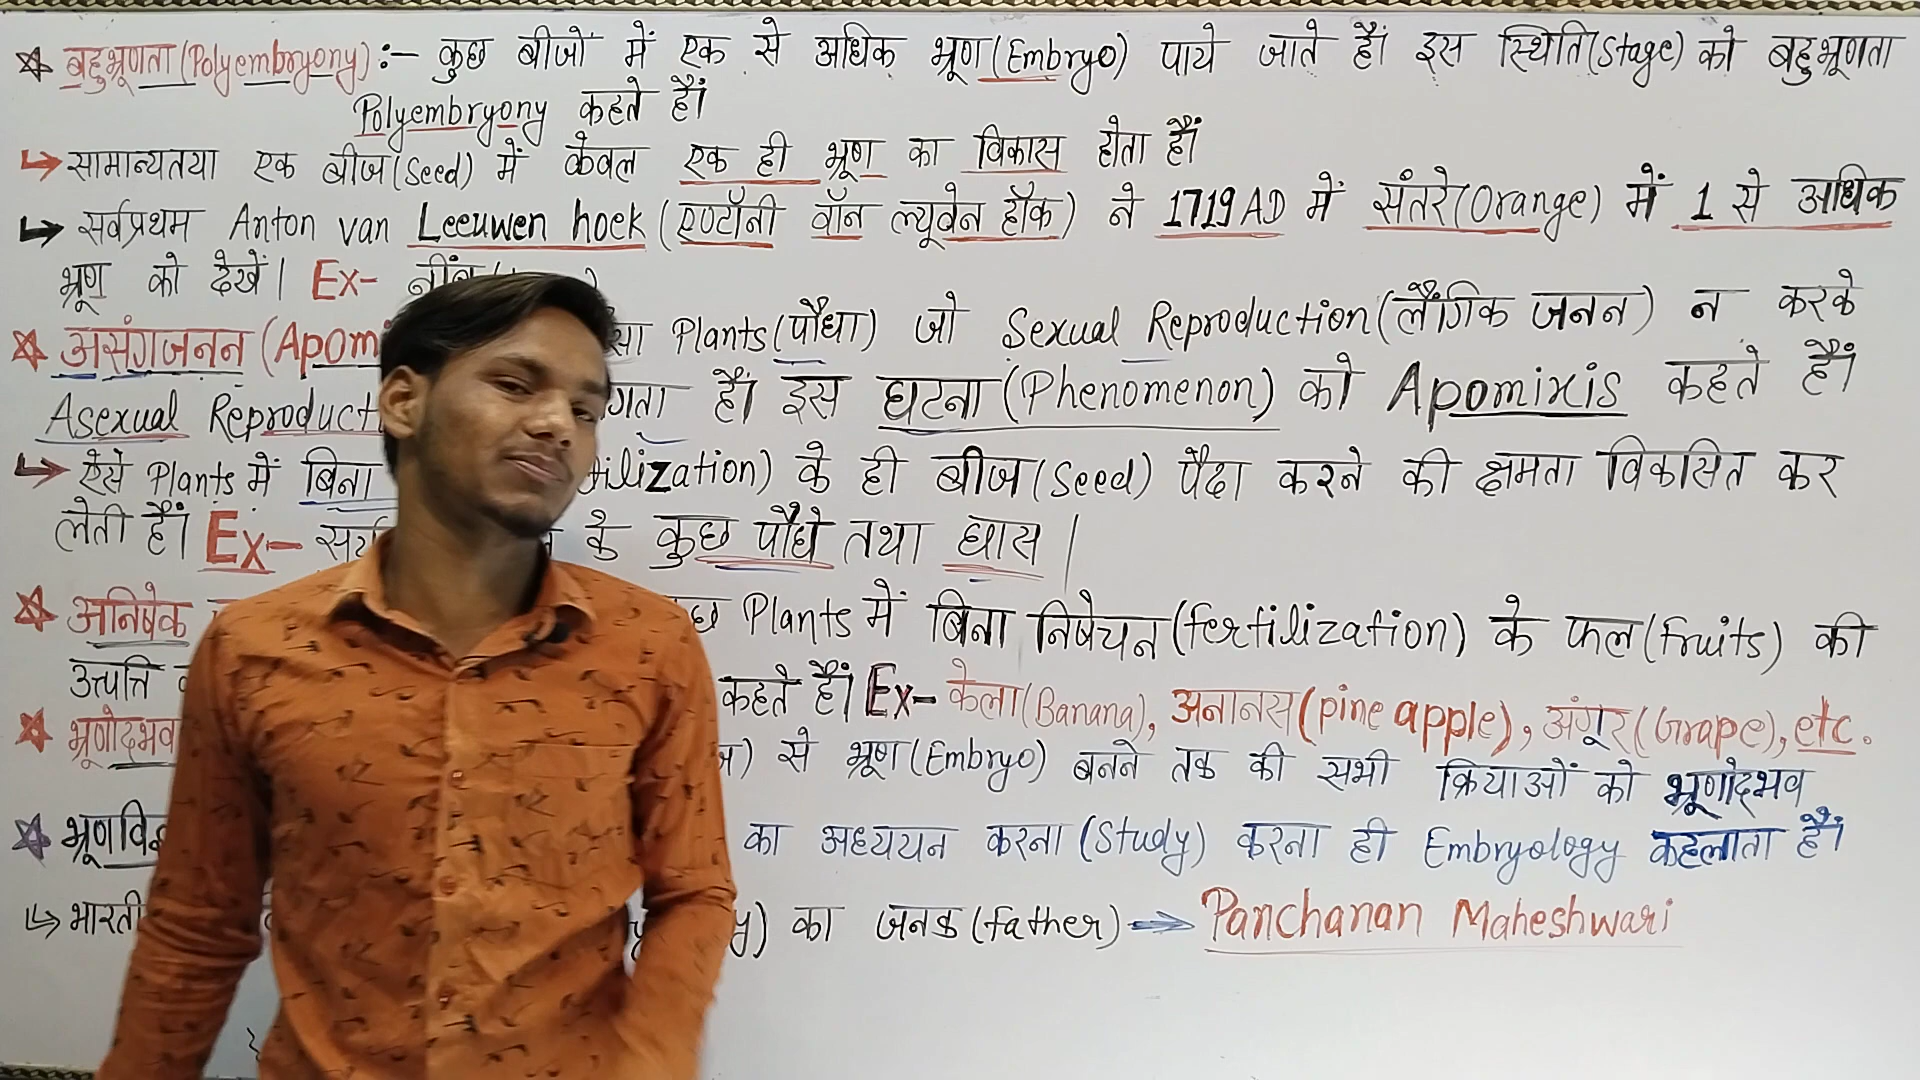 बहुभ्रूणता (Polyembryony) :- कुछ बीजों में एक से अधिक भ्रूण (Embryo) पाये जाते हैं। इस स्थिति (Stage) को बहुभ्रूणता
Polyembryony कहते हैं।
सामान्यतया एक बीज (Seed) में केवल एक ही भ्रूण का विकास होता हैं।
सर्वप्रथम Anton van Leeuwen hoek (एण्टॉनी वॉन ल्यूबेन हॉक) ने 1719 AD में संतरे (Orange) में 1 से अधिक
भ्रूण को देखें। Ex-
असंगजनन (Apom Plants (पौधा) जो Sexual Reproduction (लैंगिक जनन) न करके
Asexual Reproducti हैं। इस घटना (Phenomenon) को Apomixis कहते हैं।
ऐसे Plants में बिना tilization) के ही बीज (Seed) पैदा करने की क्षमता विकसित कर
लेती हैं। Ex- के कुछ पौधे तथा घास।
अनिषेक Plants में बिना निषेचन (fertilization) के फल (fruits) की
उत्त्पत्ति कहते हैं। Ex- केला (Banana), अनानस (pine apple), अंगूर (Grape), etc.
भ्रूणोद्भव से भ्रूण (Embryo) बनने तक की सभी क्रियाओं को भ्रूणोद्भव
का अध्ययन करना (Study) करना ही Embryology कहलाता हैं।
y) का जनक (father) → Panchanan Maheshwari